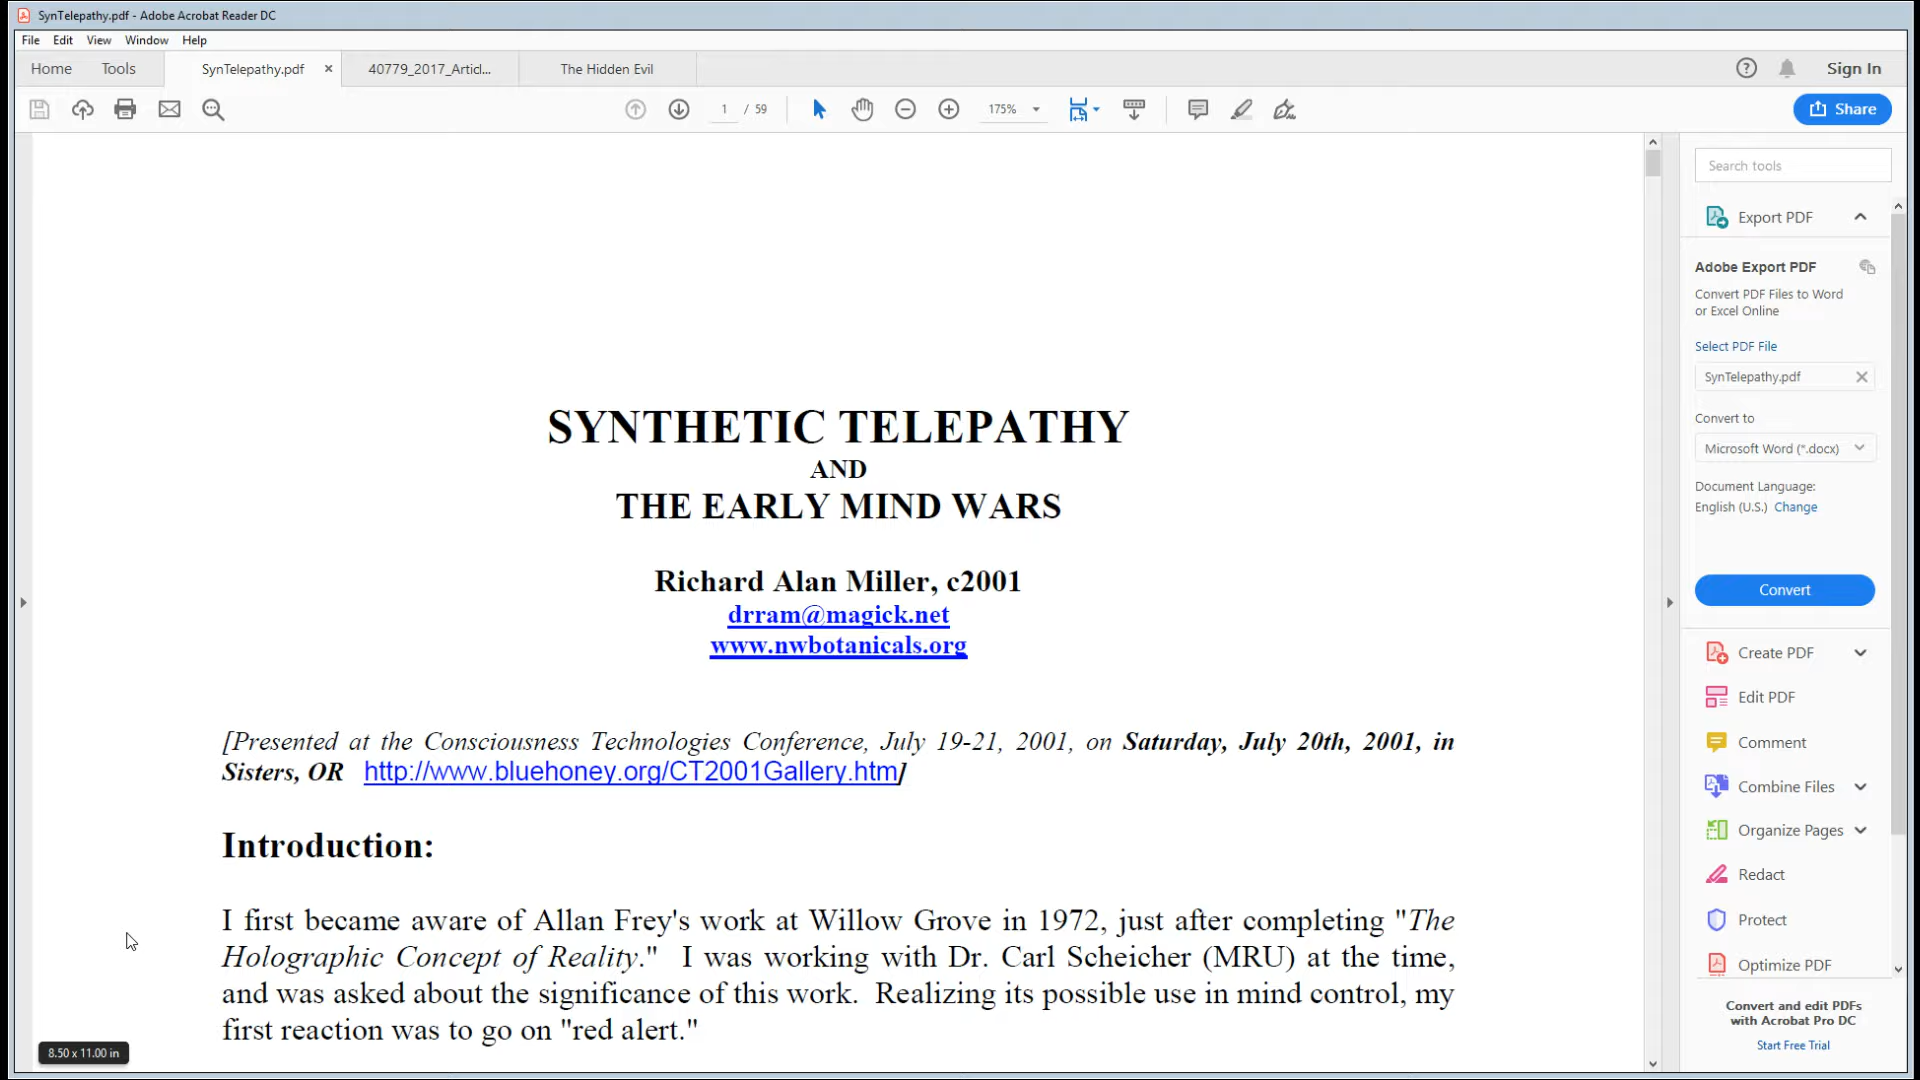 SynTelepathy.pdf - Adobe Acrobat Reader DC
File Edit View Window Help
Home Tools SynTelepathy.pdf × 40779_2017_Articl... The Hidden Evil Sign In
1 / 59 175% Share
Search tools
Export PDF
Adobe Export PDF
Convert PDF Files to Word
or Excel Online
Select PDF File
SynTelepathy.pdf
Convert to
Microsoft Word (*.docx)
Document Language:
English (U.S.) Change
Convert
Create PDF
Edit PDF
Comment
Combine Files
Organize Pages
Redact
Protect
Optimize PDF
Convert and edit PDFs
with Acrobat Pro DC
Start Free Trial
SYNTHETIC TELEPATHY
AND
THE EARLY MIND WARS
Richard Alan Miller, c2001
drram@magick.net
www.nwbotanicals.org
[Presented at the Consciousness Technologies Conference, July 19-21, 2001, on Saturday, July 20th, 2001, in
Sisters, OR http://www.bluehoney.org/CT2001Gallery.htm]
Introduction:
I first became aware of Allan Frey's work at Willow Grove in 1972, just after completing "The
Holographic Concept of Reality." I was working with Dr. Carl Scheicher (MRU) at the time,
and was asked about the significance of this work. Realizing its possible use in mind control, my
first reaction was to go on "red alert."
8.50 x 11.00 in